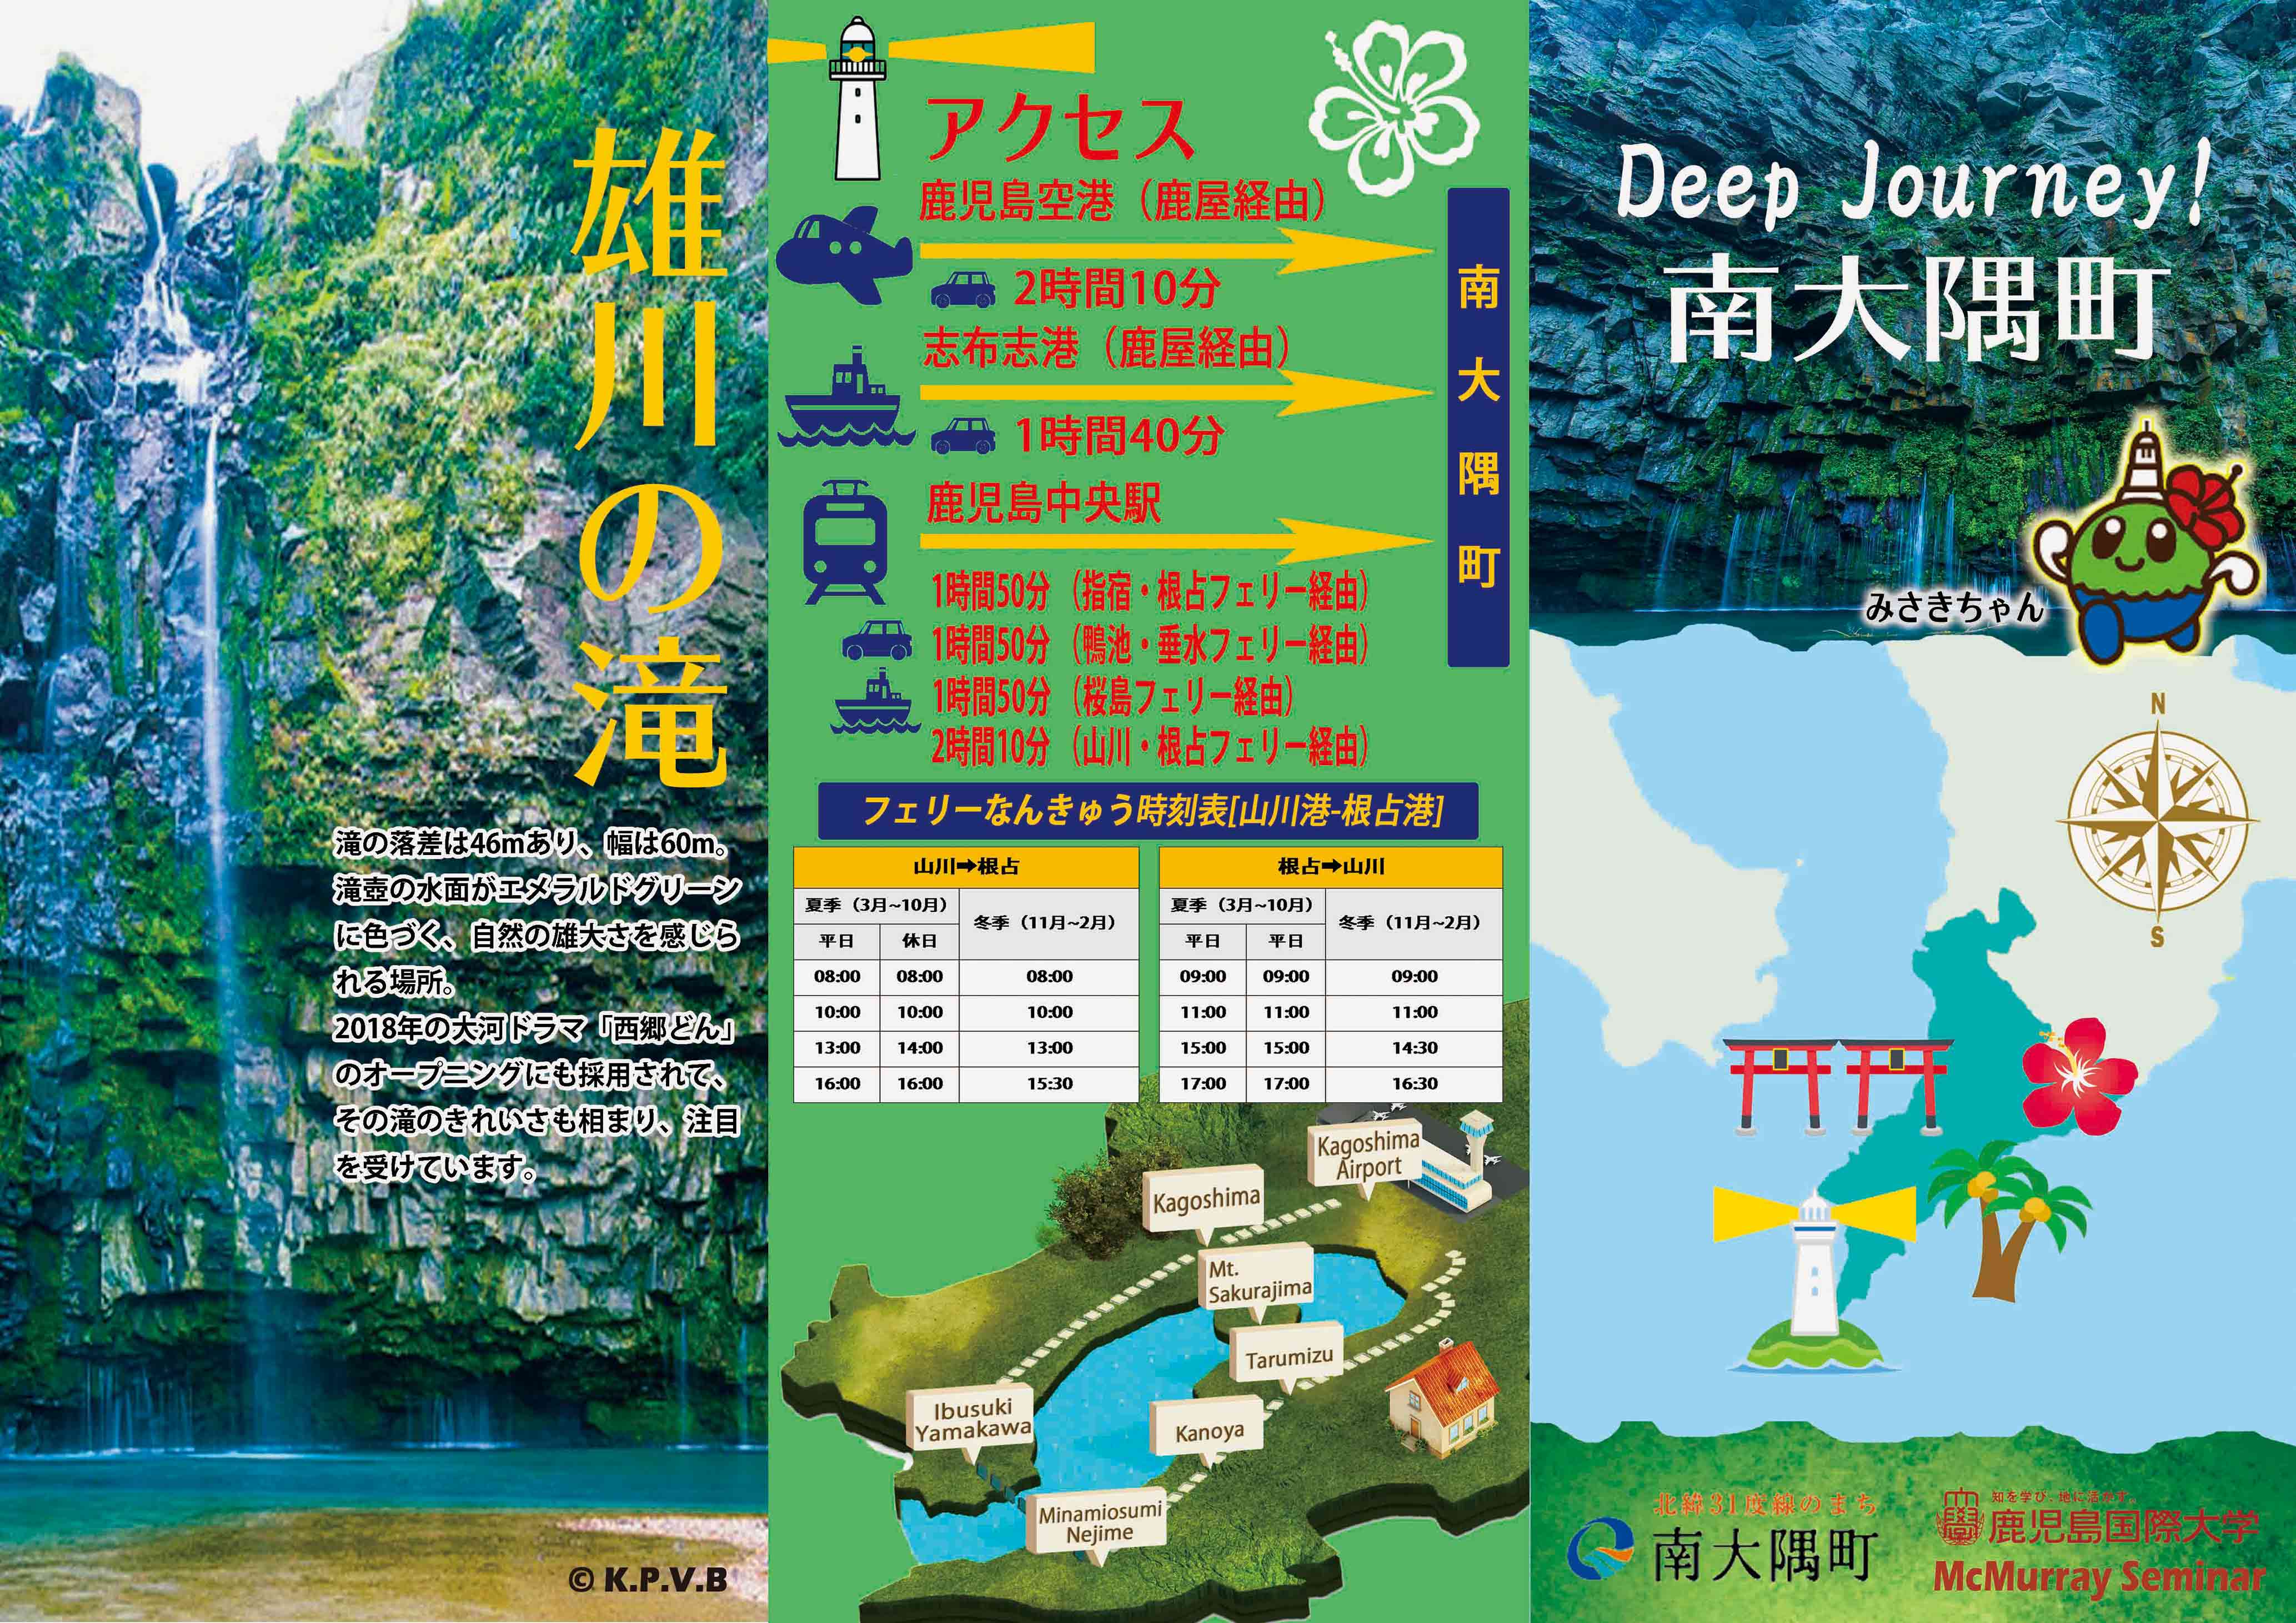 雄川の滝
滝の落差は46mあり、幅は60m。
滝壺の水面がエメラルドグリーン
に色づく、自然の雄大さを感じら
れる場所。
2018年の大河ドラマ「西郷どん」
のオープニングにも採用されて、
その滝のきれいさも相まり、注目
を受けています。
© K.P.V.B
アクセス
鹿児島空港（鹿屋経由）
2時間10分
志布志港（鹿屋経由）
1時間40分
鹿児島中央駅
1時間50分（指宿・根占フェリー経由）
1時間50分（鴨池・垂水フェリー経由）
1時間50分（桜島フェリー経由）
2時間10分（山川・根占フェリー経由）
南大隅町
フェリーなんきゅう時刻表[山川港-根占港]
山川➡根占
夏季（3月~10月） 冬季（11月~2月）
平日 休日
08:00 08:00 08:00
10:00 10:00 10:00
13:00 14:00 13:00
16:00 16:00 15:30
根占➡山川
夏季（3月~10月） 冬季（11月~2月）
平日 平日
09:00 09:00 09:00
11:00 11:00 11:00
15:00 15:00 14:30
17:00 17:00 16:30
Kagoshima
Airport
Kagoshima
Mt.
Sakurajima
Tarumizu
Ibusuki
Yamakawa
Kanoya
Minamiosumi
Nejime
Deep Journey!
南大隅町
みさきちゃん
N
S
北緯31度線のまち
南大隅町
知を学び、地に活かす。
鹿児島国際大学
McMurray Seminar